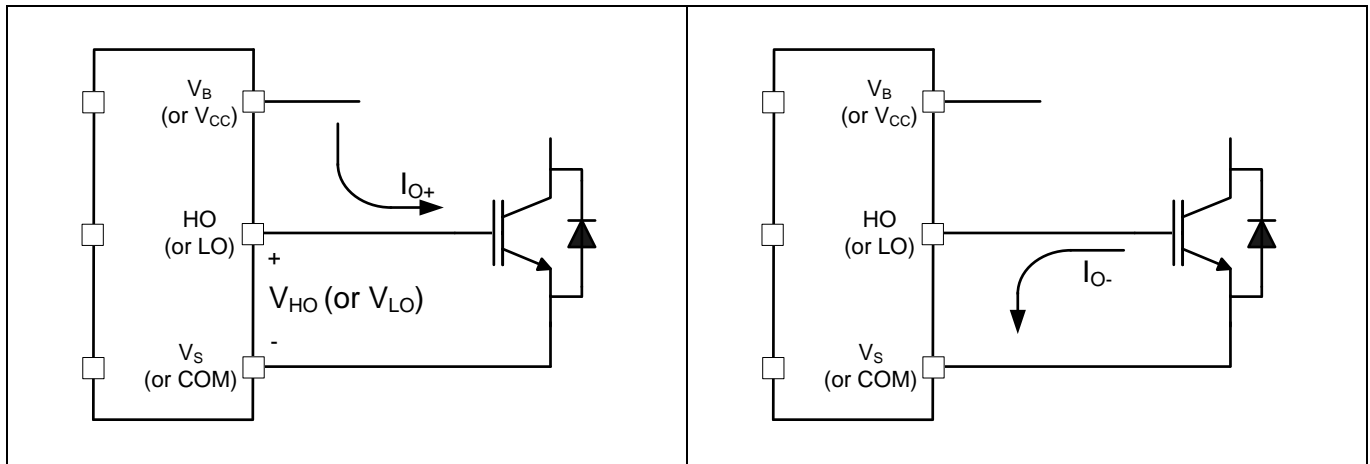 V_B
(or V_CC)
I_O+
HO
(or LO)
+
V_HO (or V_LO)
-
V_S
(or COM)
V_B
(or V_CC)
HO
(or LO)
I_O-
V_S
(or COM)